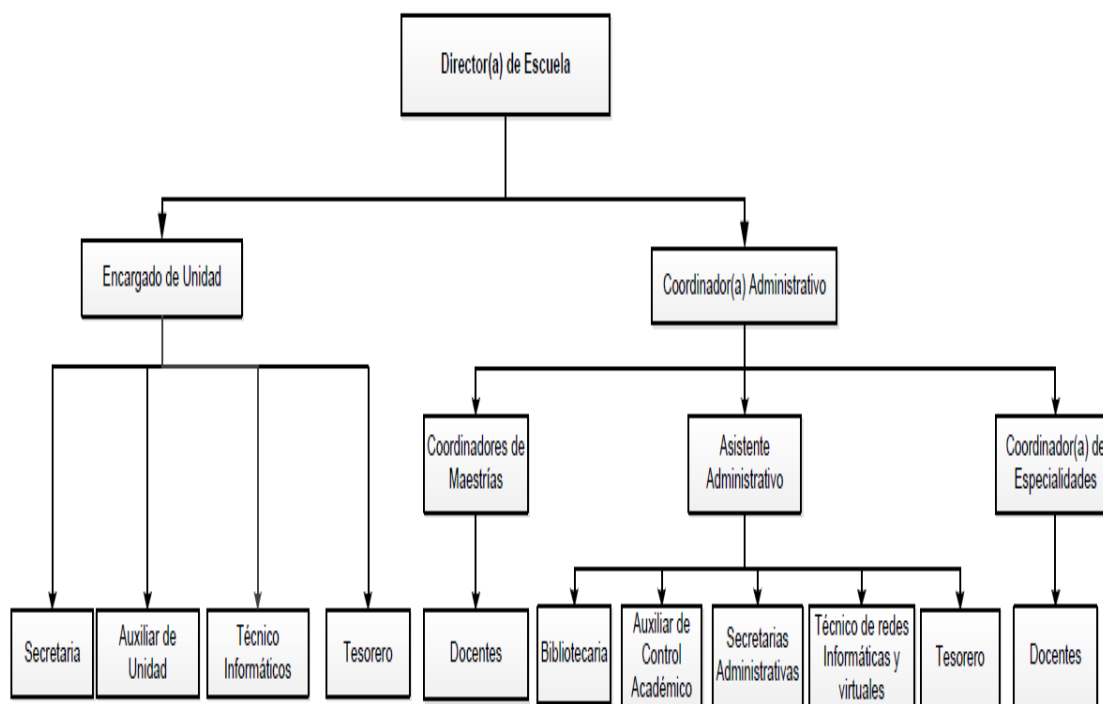 Director(a) de Escuela
Encargado de Unidad
Coordinador(a) Administrativo
Coordinadores de
Maestrías
Asistente
Administrativo
Coordinador(a) de
Especialidades
Secretaria
Auxiliar de
Unidad
Técnico
Informáticos
Tesorero
Docentes
Bibliotecaria
Auxiliar de
Control
Académico
Secretarias
Administrativas
Técnico de redes
Informáticas y
virtuales
Tesorero
Docentes